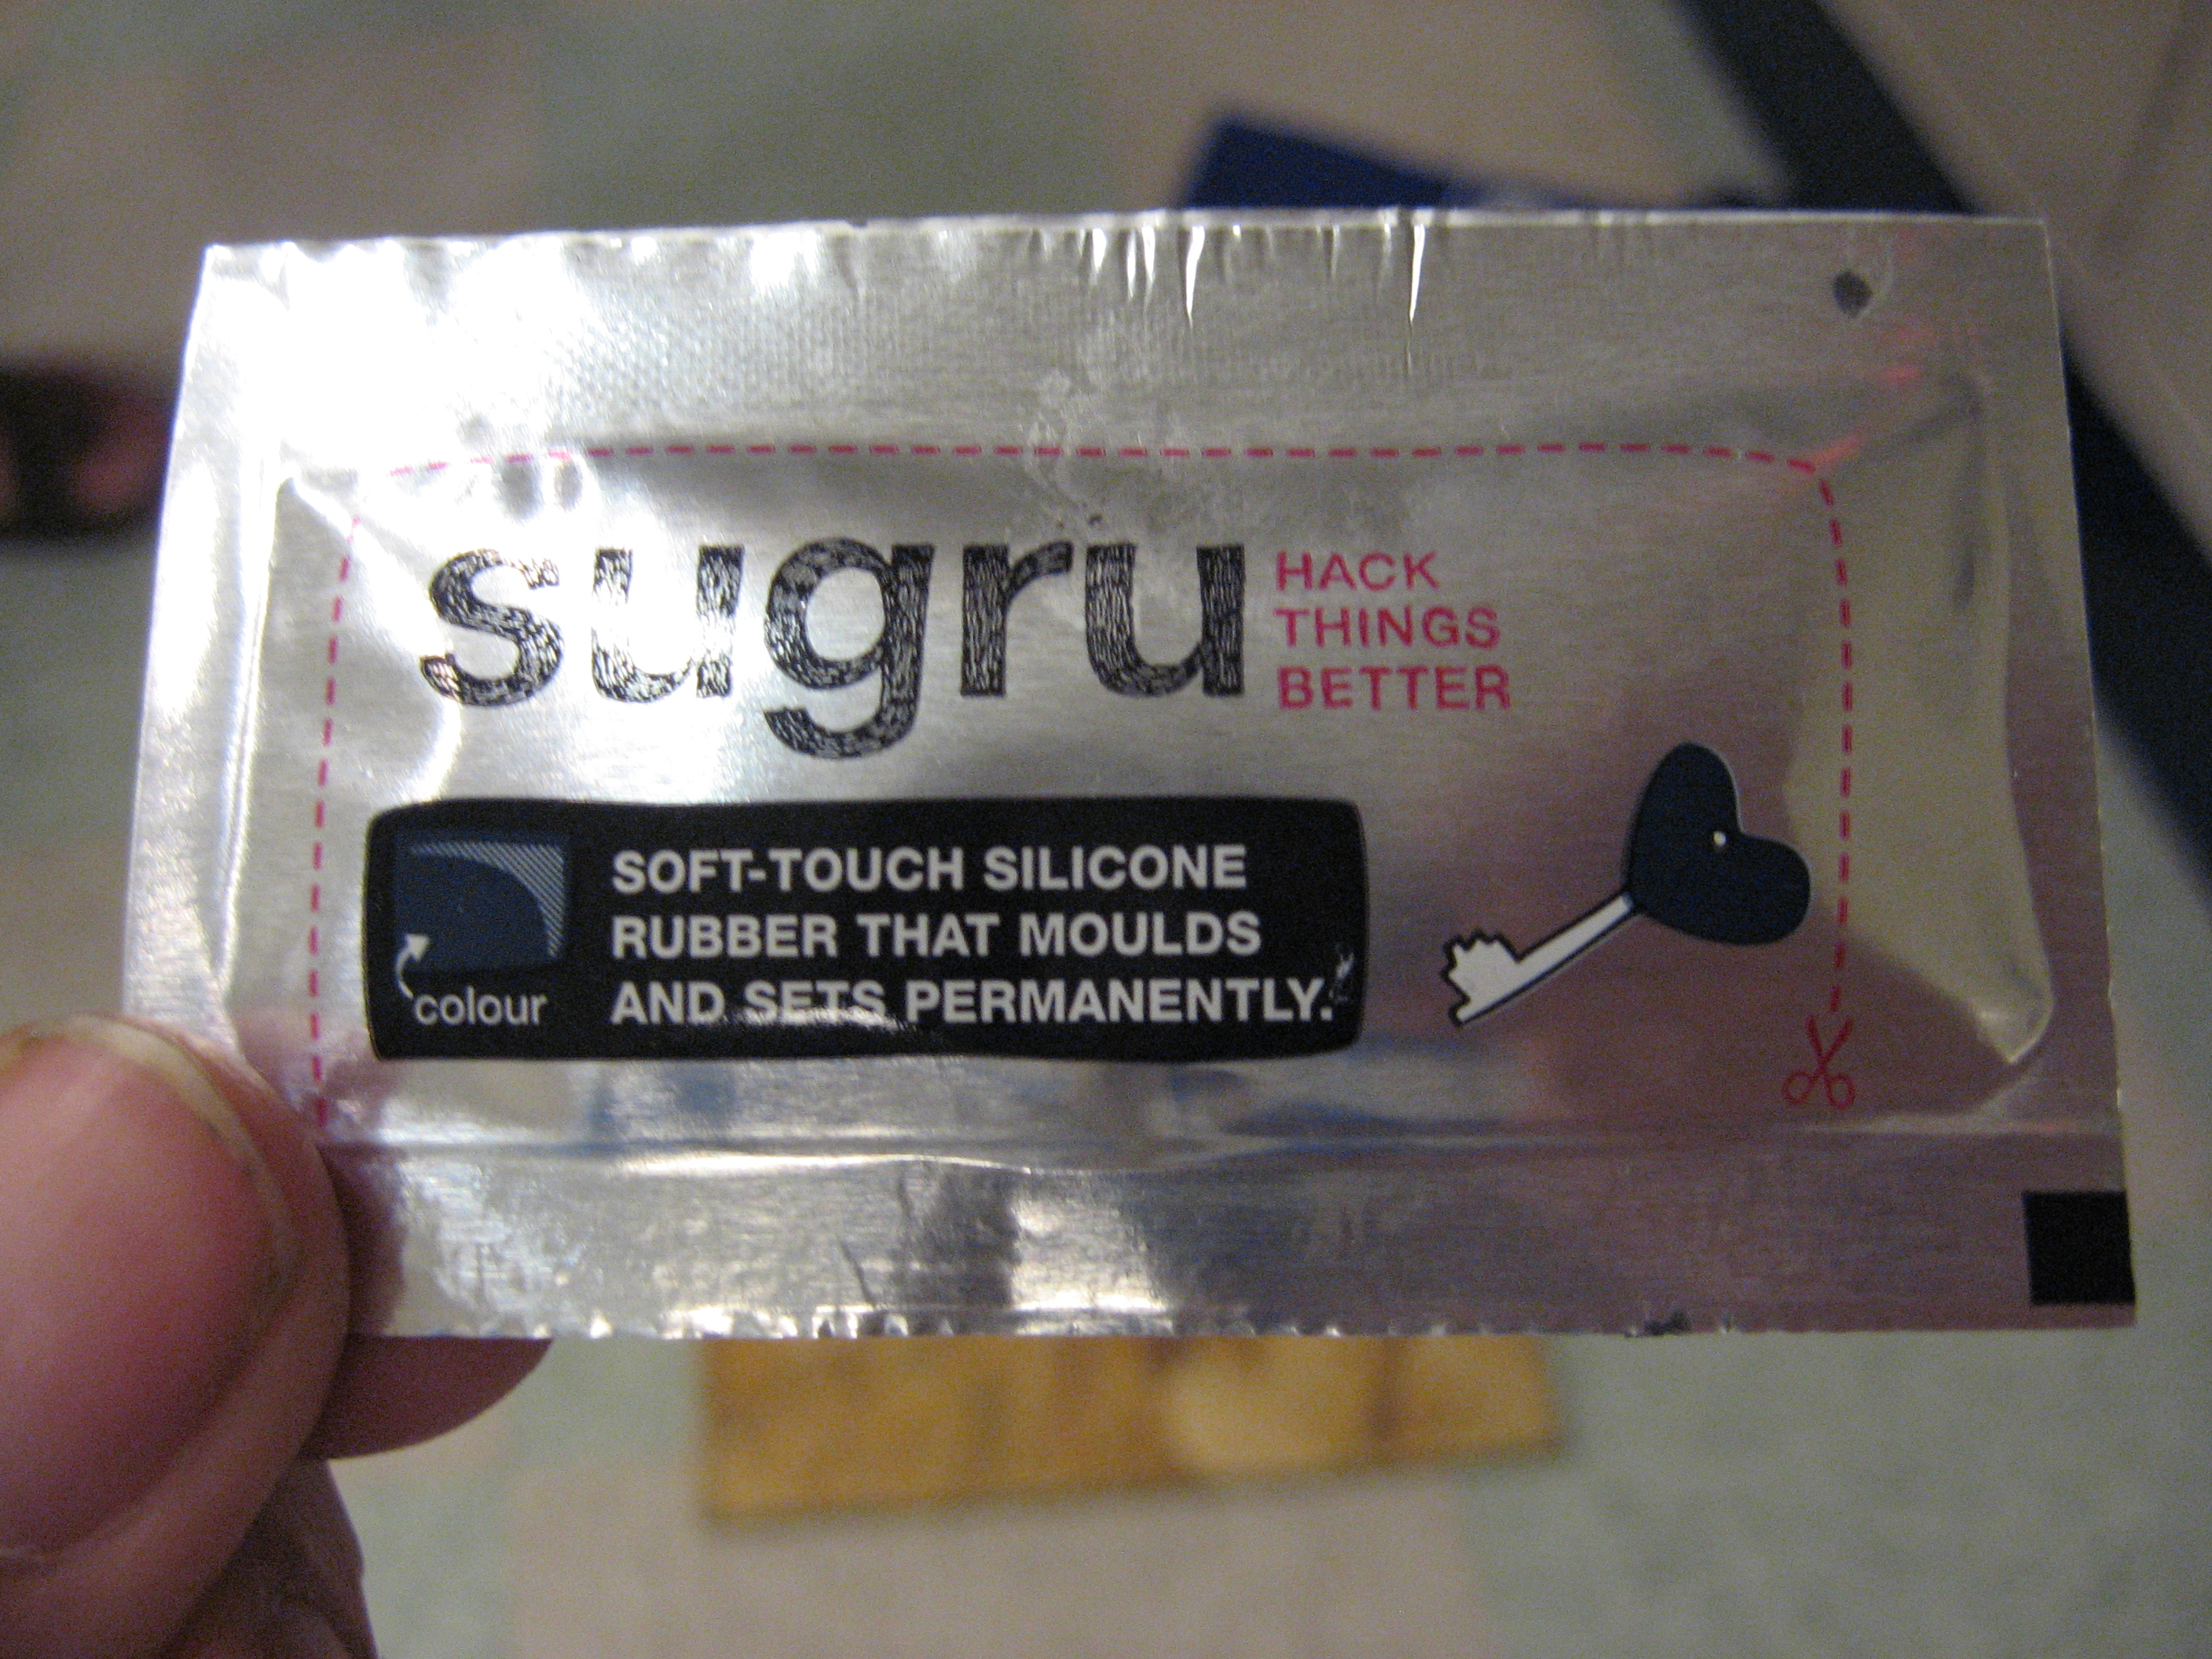 sugru
HACK
THINGS
BETTER
SOFT-TOUCH SILICONE
RUBBER THAT MOULDS
AND SETS PERMANENTLY.
colour